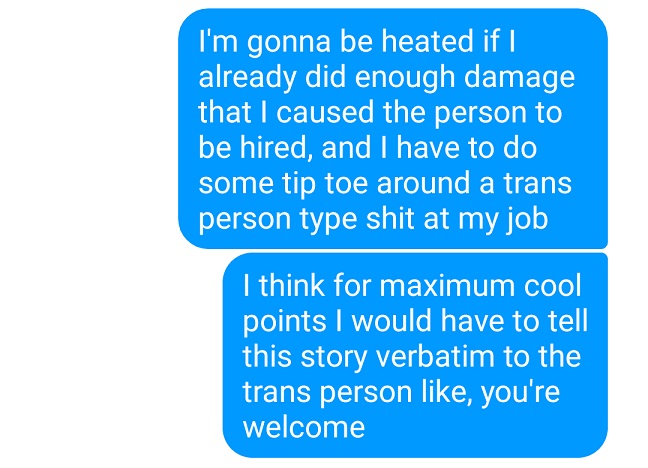 I'm gonna be heated if I
already did enough damage
that I caused the person to
be hired, and I have to do
some tip toe around a trans
person type shit at my job
I think for maximum cool
points I would have to tell
this story verbatim to the
trans person like, you're
welcome